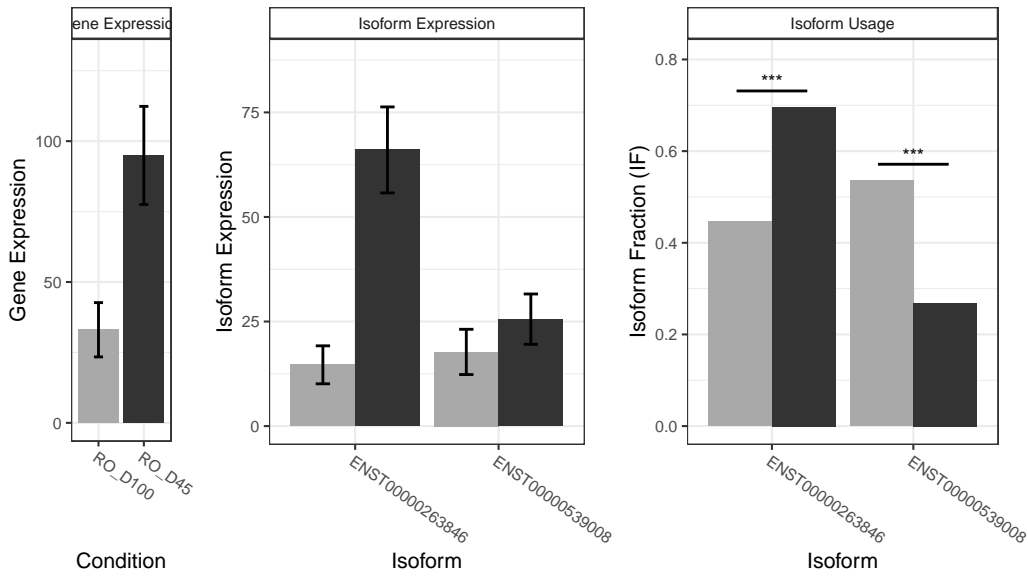 ene Expressio
Gene Expression
100
50
0
RO_D100
RO_D45
Condition
Isoform Expression
Isoform Expression
75
50
25
0
ENST00000263846
ENST00000539008
Isoform
Isoform Usage
Isoform Fraction (IF)
0.8
0.6
0.4
0.2
0.0
***
***
ENST00000263846
ENST00000539008
Isoform